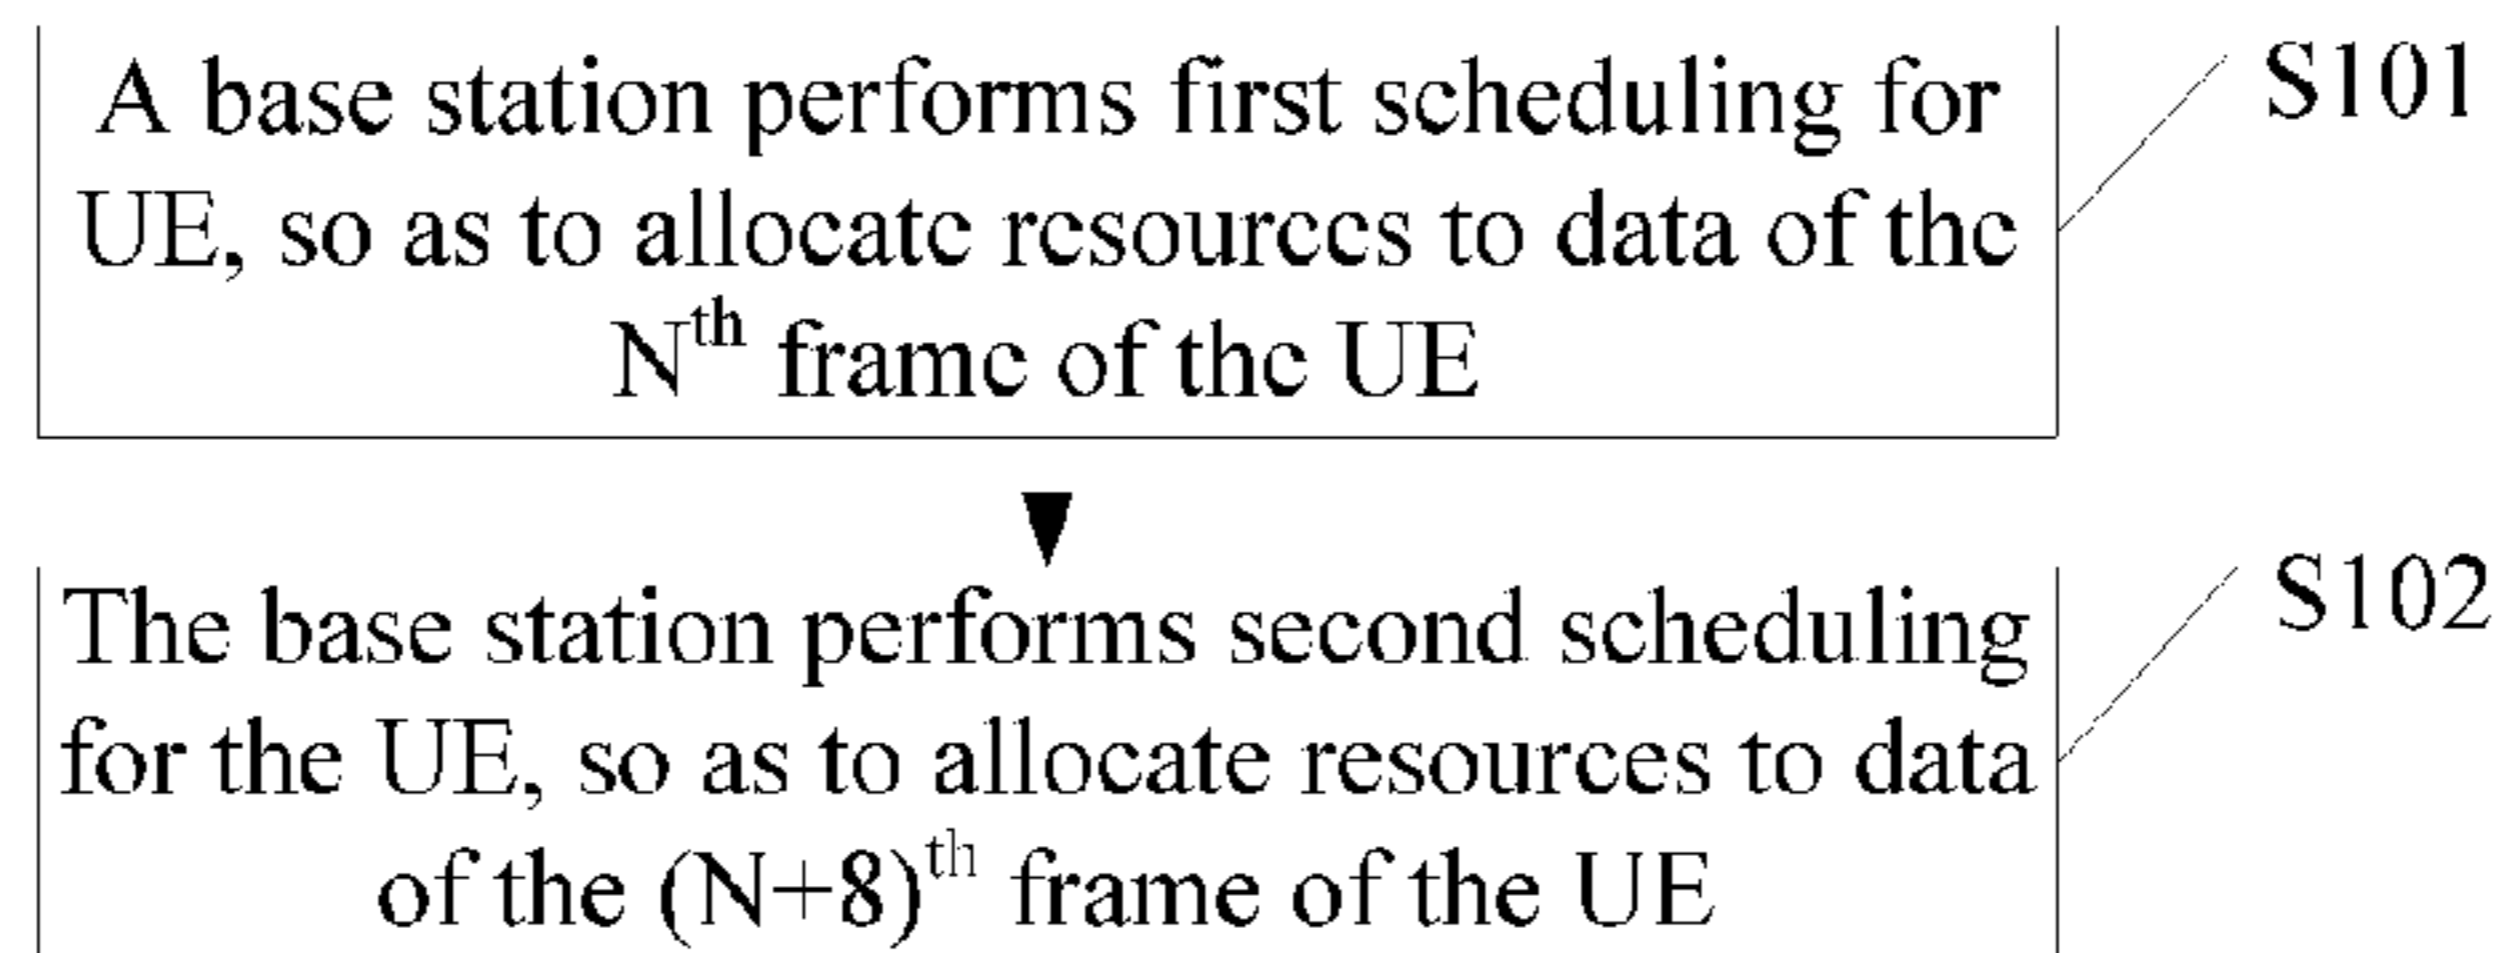 A base station performs first scheduling for
S101
UE, so as to allocate resources to data of the
Nth frame of the UE
The base station performs second scheduling
S102
for the UE, so as to allocate resources to data
of the (N+8)th frame of the UE